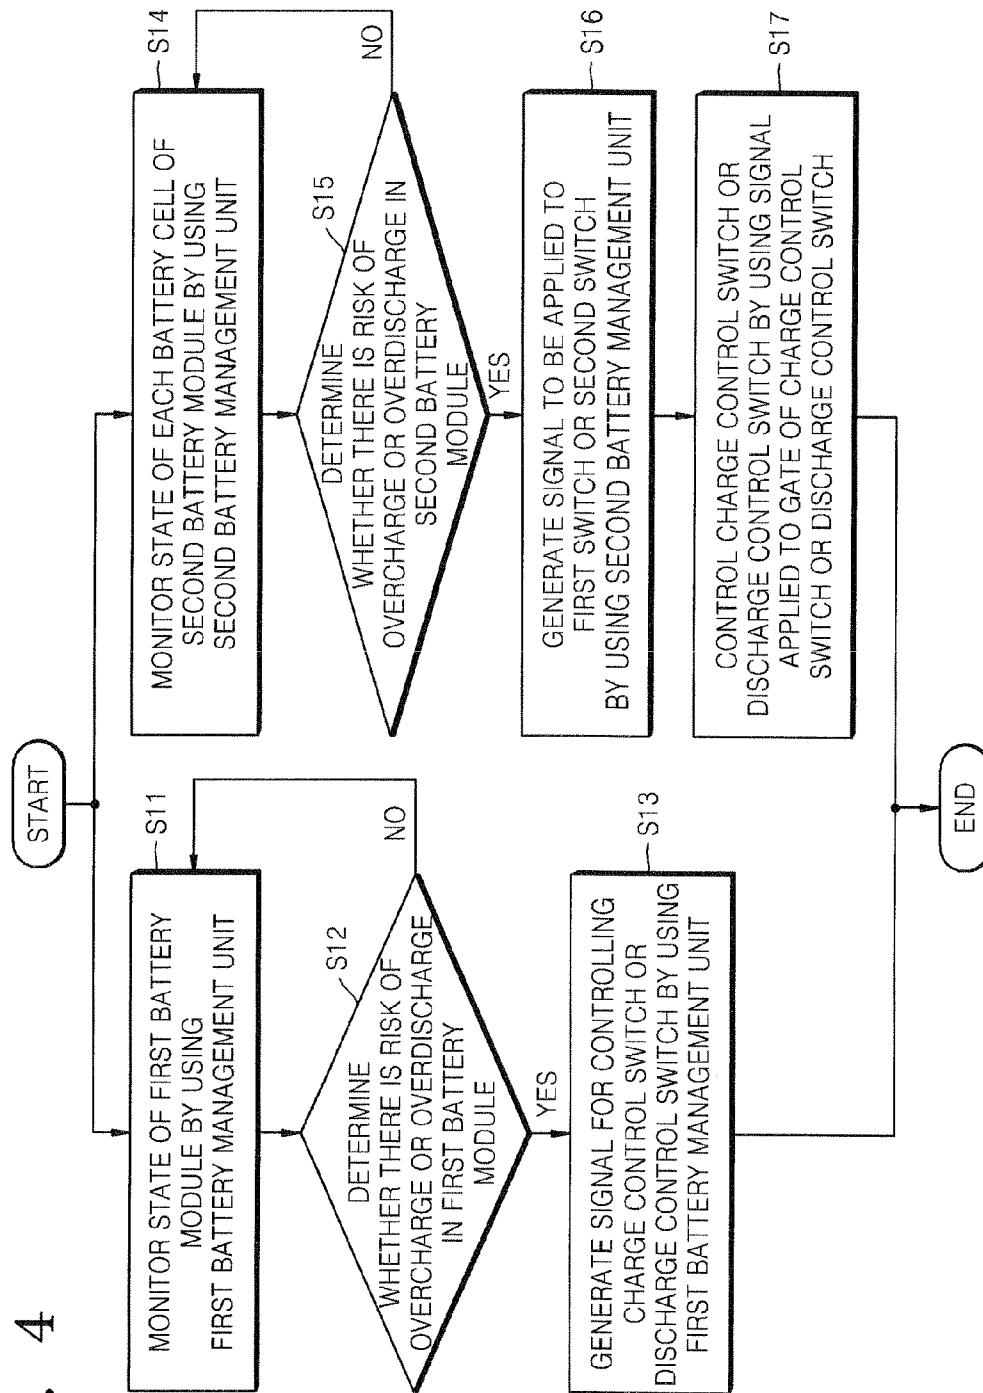 . 4
START
MONITOR STATE OF FIRST BATTERY
MODULE BY USING
FIRST BATTERY MANAGEMENT UNIT
S11
DETERMINE
WHETHER THERE IS RISK OF
OVERCHARGE OR OVERDISCHARGE
IN FIRST BATTERY
MODULE
S12
NO
YES
GENERATE SIGNAL FOR CONTROLLING
CHARGE CONTROL SWITCH OR
DISCHARGE CONTROL SWITCH BY USING
FIRST BATTERY MANAGEMENT UNIT
S13
MONITOR STATE OF EACH BATTERY CELL OF
SECOND BATTERY MODULE BY USING
SECOND BATTERY MANAGEMENT UNIT
S14
DETERMINE
WHETHER THERE IS RISK OF
OVERCHARGE OR OVERDISCHARGE IN
SECOND BATTERY
MODULE
S15
NO
YES
GENERATE SIGNAL TO BE APPLIED TO
FIRST SWITCH OR SECOND SWITCH
BY USING SECOND BATTERY MANAGEMENT UNIT
S16
CONTROL CHARGE CONTROL SWITCH OR
DISCHARGE CONTROL SWITCH BY USING SIGNAL
APPLIED TO GATE OF CHARGE CONTROL
SWITCH OR DISCHARGE CONTROL SWITCH
S17
END